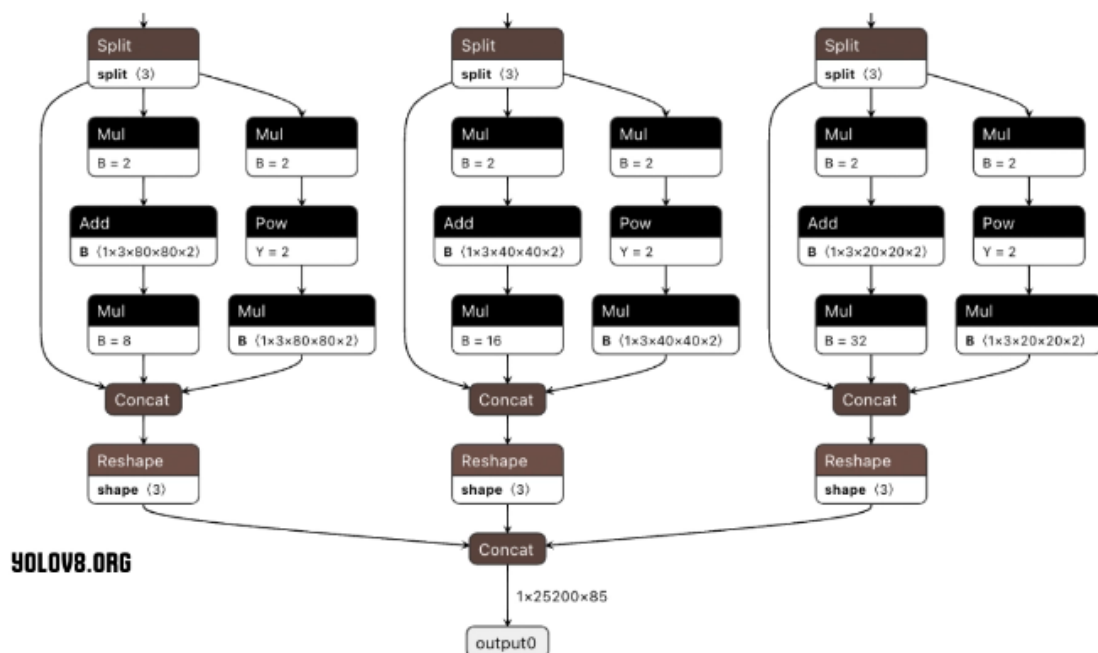 Split
split ⟨3⟩
Mul
B = 2
Mul
B = 2
Add
B ⟨1×3×80×80×2⟩
Pow
Y = 2
Mul
B = 8
Mul
B ⟨1×3×80×80×2⟩
Concat
Reshape
shape ⟨3⟩
Split
split ⟨3⟩
Mul
B = 2
Mul
B = 2
Add
B ⟨1×3×40×40×2⟩
Pow
Y = 2
Mul
B = 16
Mul
B ⟨1×3×40×40×2⟩
Concat
Reshape
shape ⟨3⟩
Split
split ⟨3⟩
Mul
B = 2
Mul
B = 2
Add
B ⟨1×3×20×20×2⟩
Pow
Y = 2
Mul
B = 32
Mul
B ⟨1×3×20×20×2⟩
Concat
Reshape
shape ⟨3⟩
Concat
YOLOV8.ORG
1×25200×85
output0